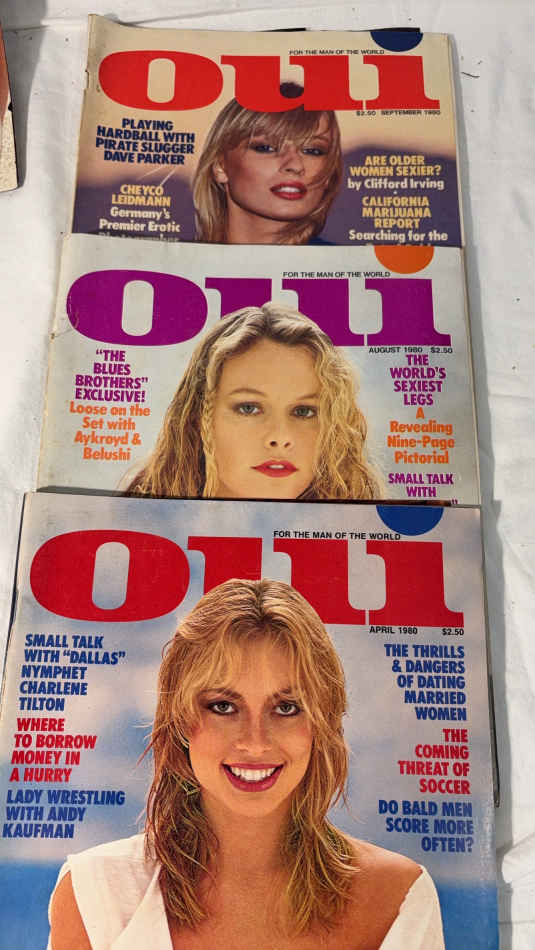 FOR THE MAN OF THE WORLD
oui
$2.50 SEPTEMBER 1980
PLAYING
HARDBALL WITH
PIRATE SLUGGER
DAVE PARKER
CHEYCO
LEIDMANN
Germany's
Premier Erotic
ARE OLDER
WOMEN SEXIER?
by Clifford Irving
CALIFORNIA
MARIJUANA
REPORT
Searching for the
FOR THE MAN OF THE WORLD
oui
AUGUST 1980 $2.50
"THE
BLUES
BROTHERS"
EXCLUSIVE!
Loose on the
Set with
Aykroyd &
Belushi
THE
WORLD'S
SEXIEST
LEGS
A
Revealing
Nine-Page
Pictorial
SMALL TALK
WITH
FOR THE MAN OF THE WORLD
oui
APRIL 1980 $2.50
SMALL TALK
WITH "DALLAS"
NYMPHET
CHARLENE
TILTON
WHERE
TO BORROW
MONEY IN
A HURRY
LADY WRESTLING
WITH ANDY
KAUFMAN
THE THRILLS
& DANGERS
OF DATING
MARRIED
WOMEN
THE
COMING
THREAT OF
SOCCER
DO BALD MEN
SCORE MORE
OFTEN?